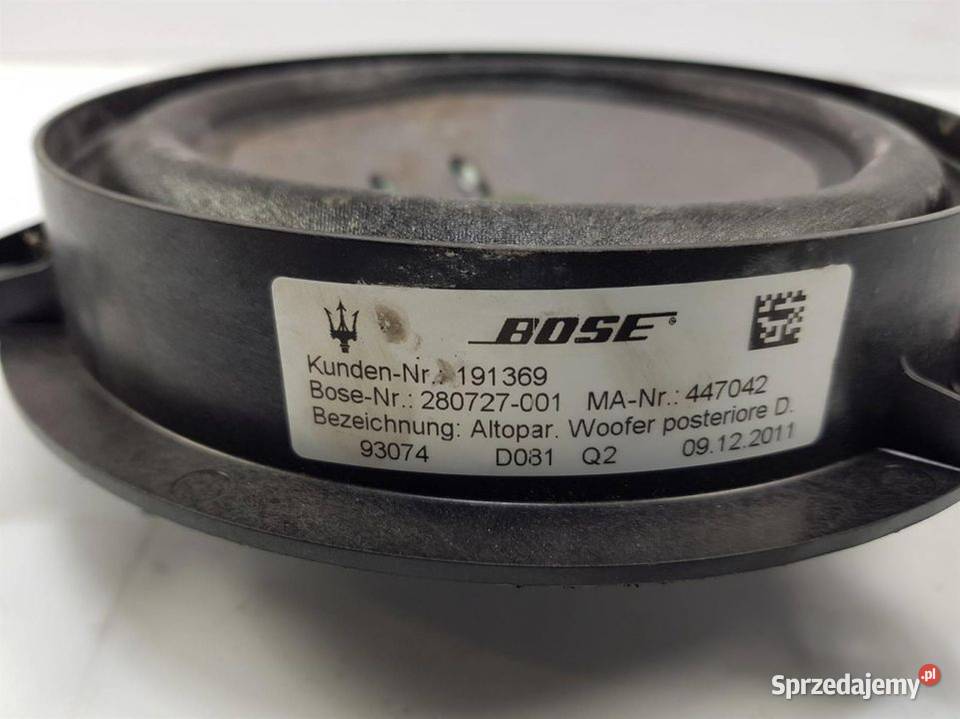 BOSE®
Kunden-Nr.: 191369
Bose-Nr.: 280727-001 MA-Nr.: 447042
Bezeichnung: Altopar. Woofer posteriore D.
93074 D081 Q2 09.12.2011
Sprzedajemy.pl